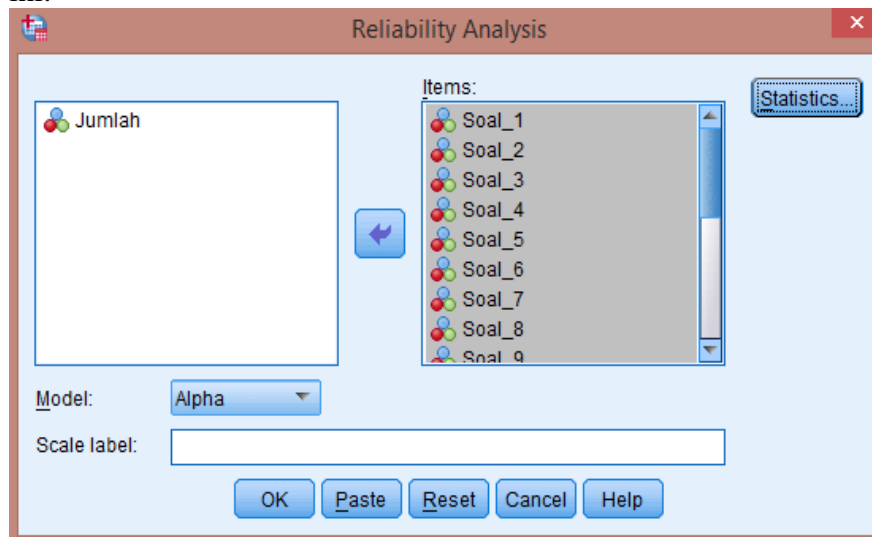 Reliability Analysis
Items:
Statistics...
Jumlah
Soal_1
Soal_2
Soal_3
Soal_4
Soal_5
Soal_6
Soal_7
Soal_8
Soal_9
Model:
Alpha
Scale label:
OK Paste Reset Cancel Help